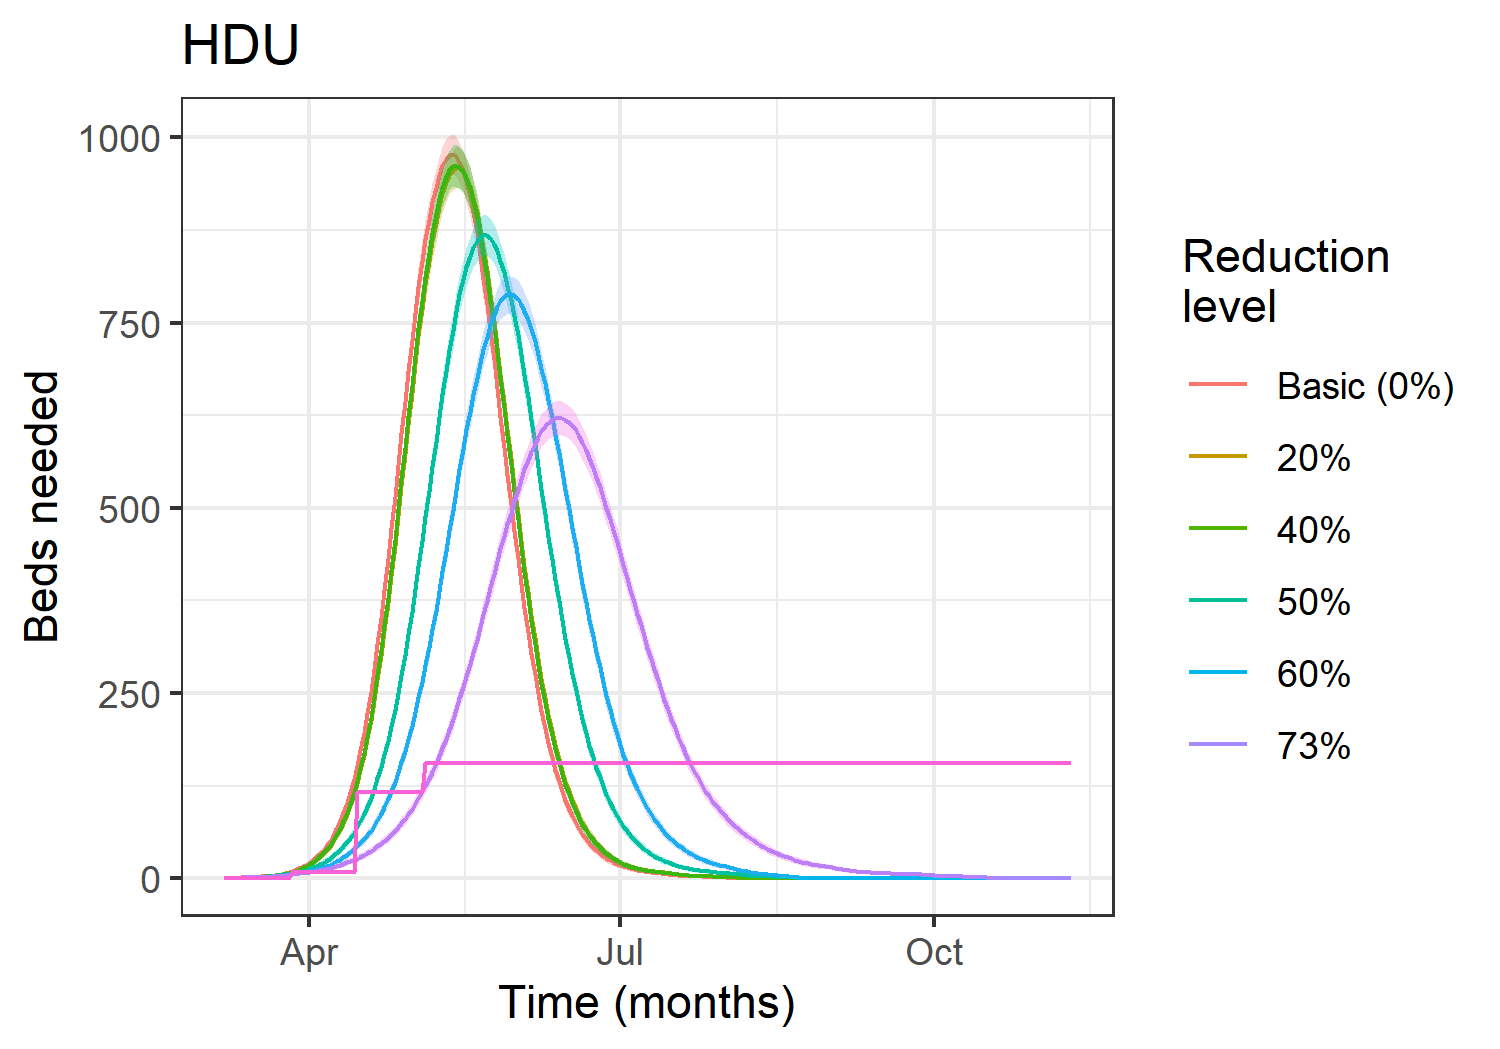 HDU
1000
750
500
250
0
Beds needed
Apr
Jul
Oct
Time (months)
Reduction
level
Basic (0%)
20%
40%
50%
60%
73%